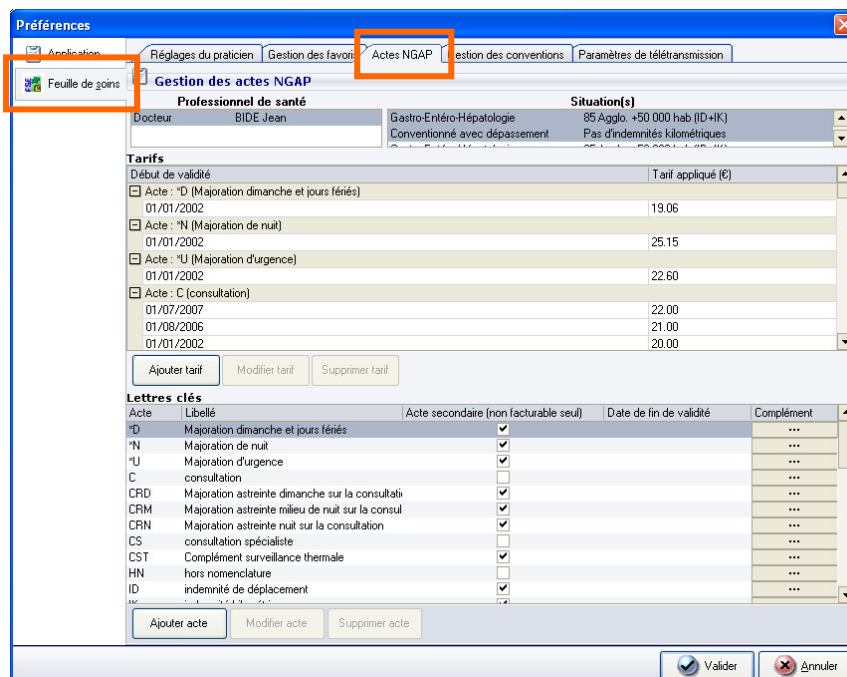 Préférences
Application
Feuille de soins
Réglages du praticien Gestion des favoris Actes NGAP Gestion des conventions Paramètres de télétransmission
Gestion des actes NGAP
Professionnel de santé Situation(s)
Docteur BIDE Jean Gastro-Entéro-Hépatologie 85 Agglo. +50 000 hab (ID+IK)
Conventionné avec dépassement Pas d'indemnités kilométriques
Tarifs
Début de validité Tarif appliqué (€)
Acte : *D (Majoration dimanche et jours fériés)
01/01/2002 19.06
Acte : *N (Majoration de nuit)
01/01/2002 25.15
Acte : *U (Majoration d'urgence)
01/01/2002 22.60
Acte : C (consultation)
01/07/2007 22.00
01/08/2006 21.00
01/01/2002 20.00
Ajouter tarif Modifier tarif Supprimer tarif
Lettres clés
Acte Libellé Acte secondaire (non facturable seul) Date de fin de validité Complément
*D Majoration dimanche et jours fériés ...
*N Majoration de nuit ...
*U Majoration d'urgence ...
C consultation ...
CRD Majoration astreinte dimanche sur la consultati ...
CRM Majoration astreinte milieu de nuit sur la consul ...
CRN Majoration astreinte nuit sur la consultation ...
CS consultation spécialiste ...
CST Complément surveillance thermale ...
HN hors nomenclature ...
ID indemnité de déplacement ...
Ajouter acte Modifier acte Supprimer acte
Valider Annuler